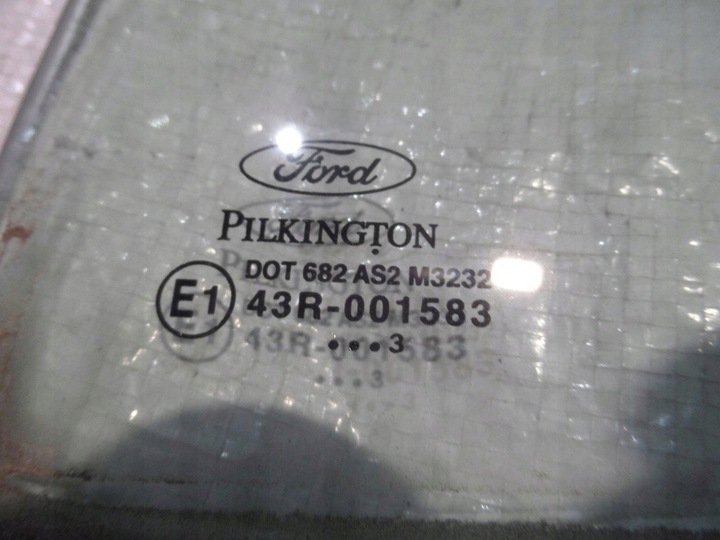 Ford
PILKINGTON
DOT 682 AS2 M3232
E1 43R-001583
...3